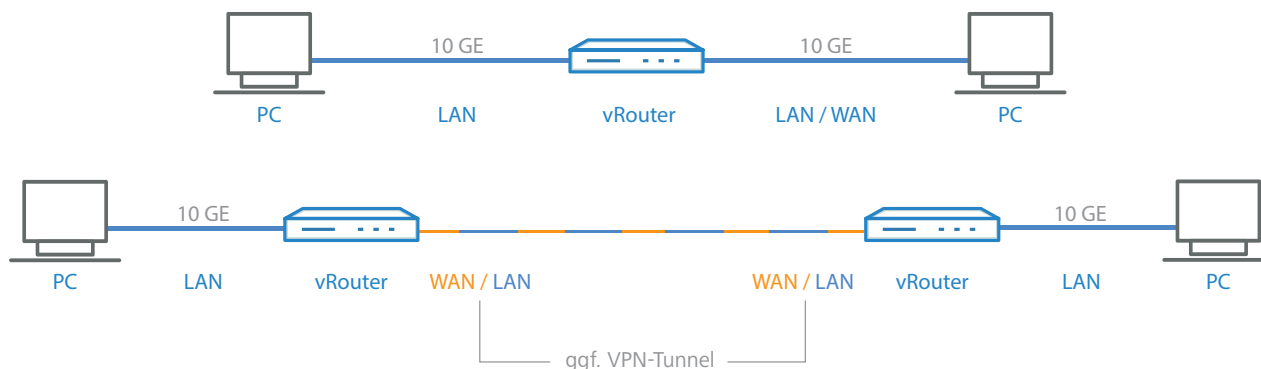 10 GE 10 GE
PC LAN vRouter LAN / WAN PC
10 GE 10 GE
PC LAN vRouter WAN / LAN WAN / LAN vRouter LAN PC
ggf. VPN-Tunnel